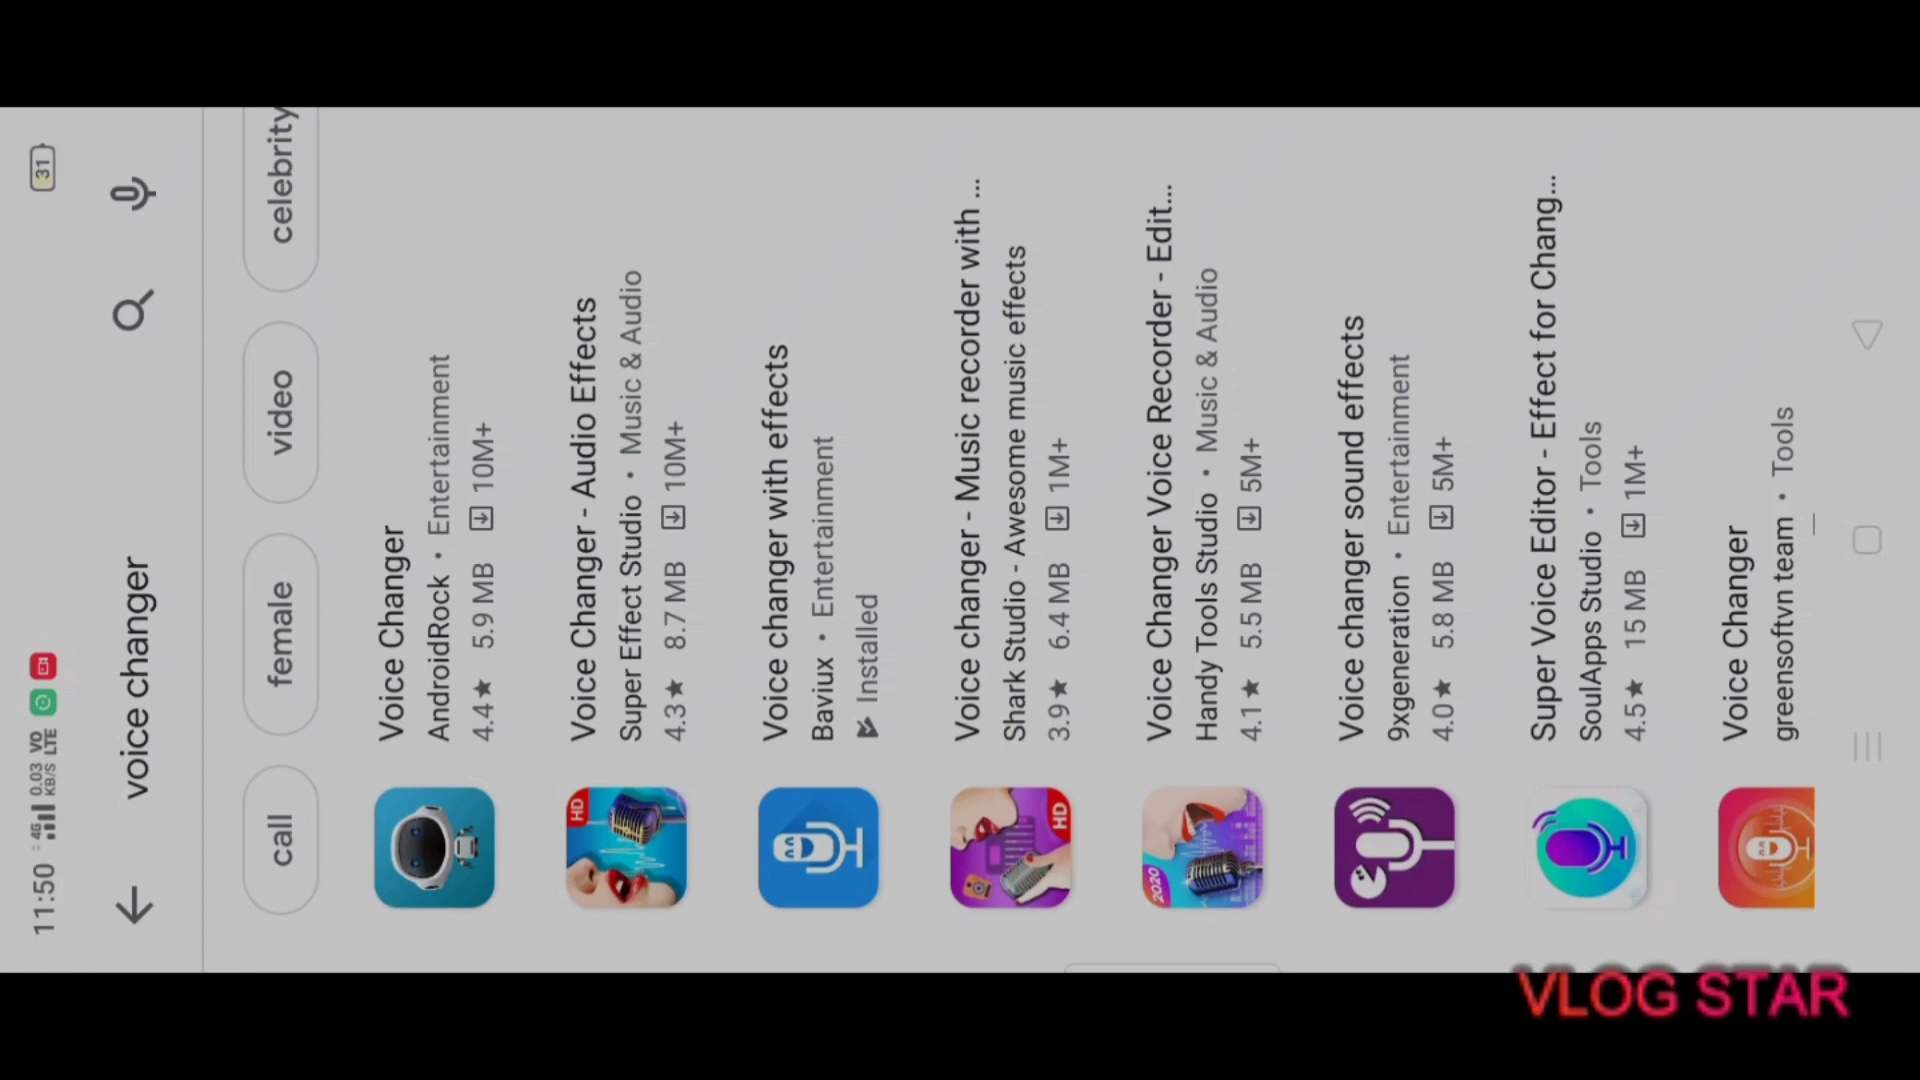 11:50 4G 0.03 KB/S VO LTE 31
voice changer
call female video celebrity
Voice Changer
AndroidRock • Entertainment
4.4★ 5.9 MB 10M+
HD
Voice Changer - Audio Effects
Super Effect Studio • Music & Audio
4.3★ 8.7 MB 10M+
Voice changer with effects
Baviux • Entertainment
Installed
HD
Voice changer - Music recorder with ...
Shark Studio - Awesome music effects
3.9★ 6.4 MB 1M+
2020
Voice Changer Voice Recorder - Edit...
Handy Tools Studio • Music & Audio
4.1★ 5.5 MB 5M+
Voice changer sound effects
9xgeneration • Entertainment
4.0★ 5.8 MB 5M+
Super Voice Editor - Effect for Chang...
SoulApps Studio • Tools
4.5★ 15 MB 1M+
Voice Changer
greensoftvn team • Tools
VLOG STAR